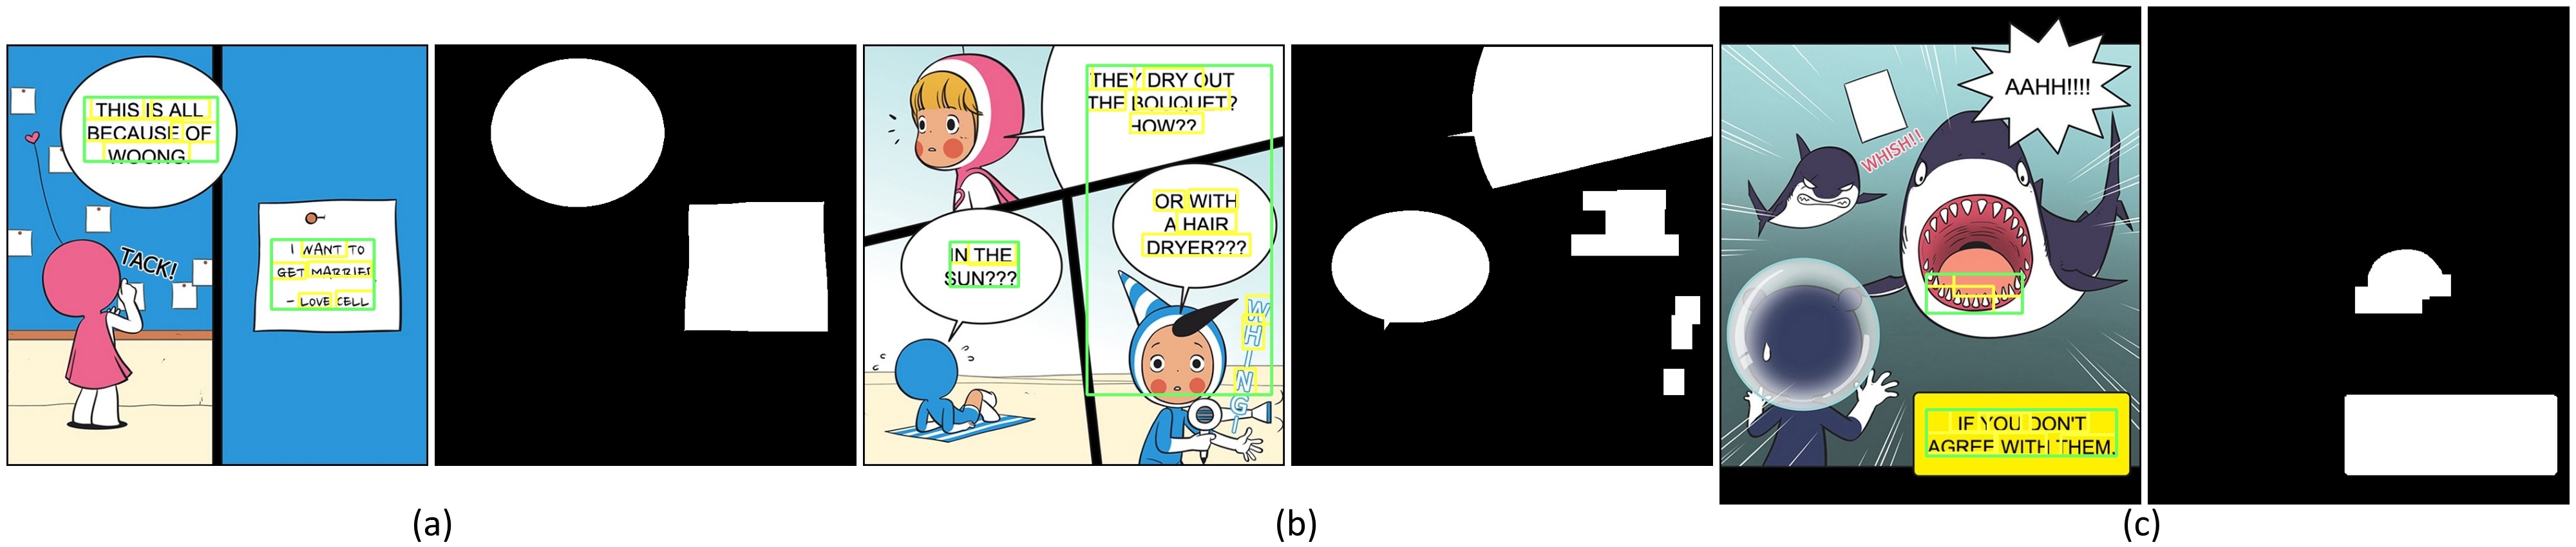 THIS IS ALL
BECAUSE OF
WOONG.
TACK!
I WANT TO
GET MARRIED
- LOVE CELL
THEY DRY OUT
THE BOUQUET?
HOW??
OR WITH
A HAIR
DRYER???
IN THE
SUN???
WHIING!
AAHH!!!!
WHISH!!
IF YOU DON'T
AGREE WITH THEM.
(a)
(b)
(c)